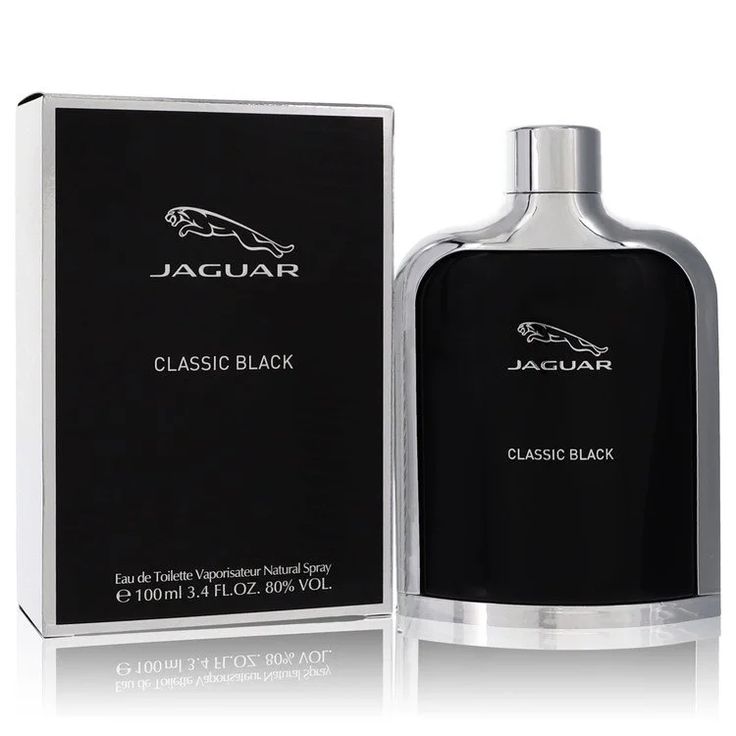 JAGUAR
CLASSIC BLACK
Eau de Toilette Vaporisateur Natural Spray
℮ 100 ml 3.4 FL.OZ. 80% VOL.
JAGUAR
CLASSIC BLACK